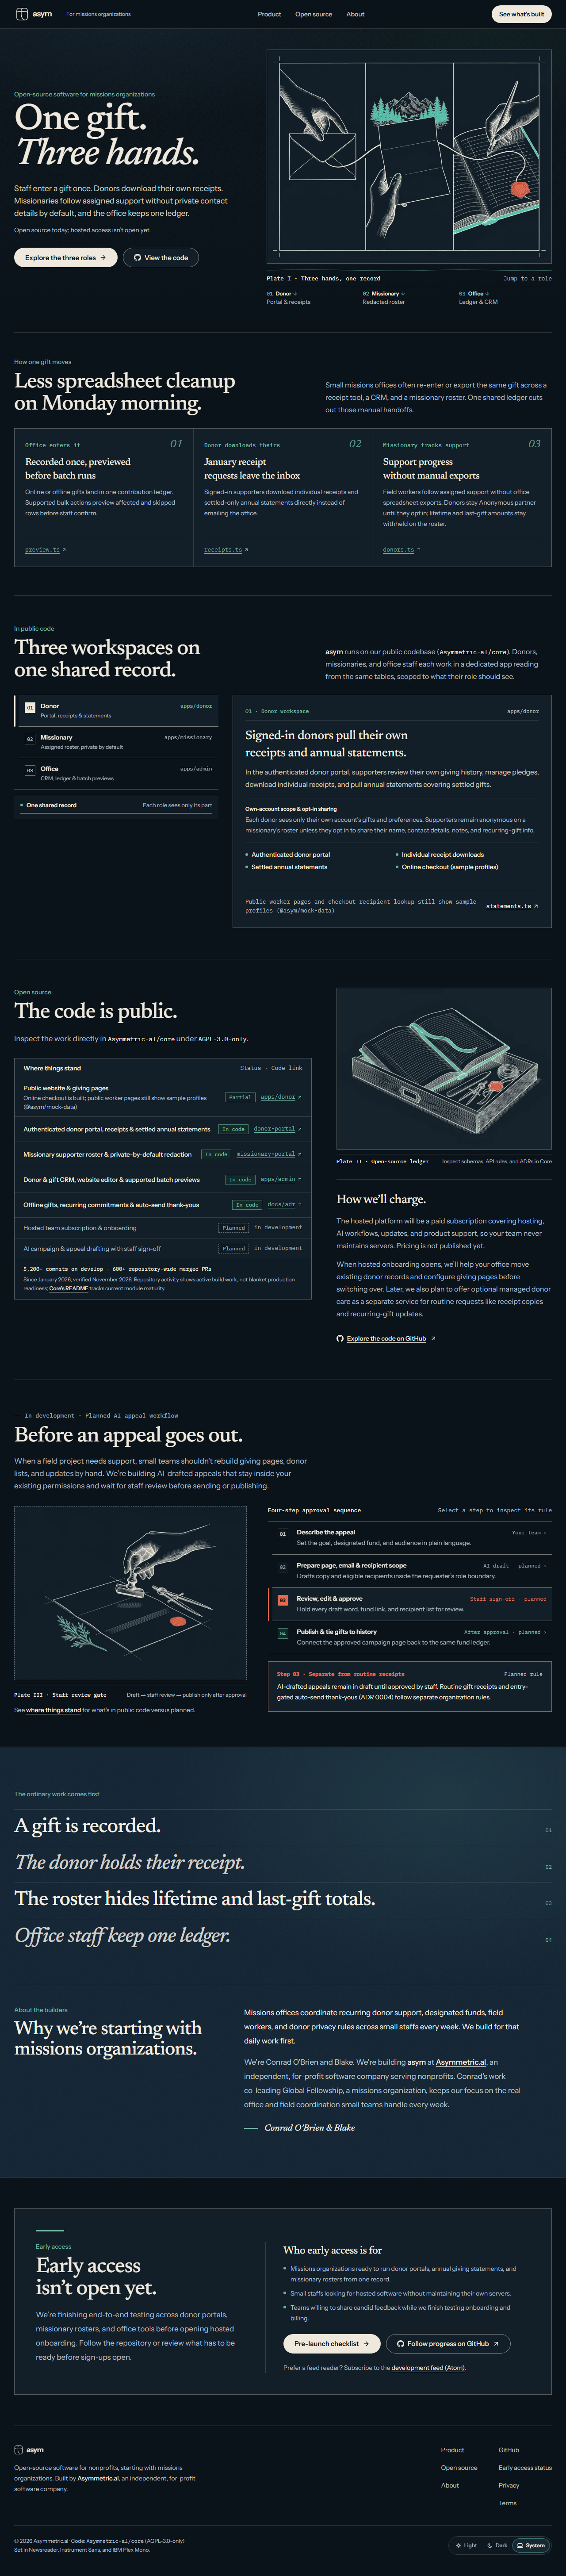 asym
For missions organizations
Product
Open source
About
See what's built
Open-source software for missions organizations
One gift.
Three hands.
Staff enter a gift once. Donors download their own receipts.
Missionaries follow assigned support without private contact
details by default, and the office keeps one ledger.
Open source today; hosted access isn't open yet.
Explore the three roles →
View the code
Plate I · Three hands, one record
Jump to a role
01 Donor ↓
Portal & receipts
02 Missionary ↓
Redacted roster
03 Office ↓
Ledger & CRM
How one gift moves
Less spreadsheet cleanup
on Monday morning.
Small missions offices often re-enter or export the same gift across a
receipt tool, a CRM, and a missionary roster. One shared ledger cuts
out those manual handoffs.
Office enters it
01
Recorded once, previewed
before batch runs
Online or offline gifts land in one contribution ledger.
Supported bulk actions preview affected and skipped
rows before staff confirm.
preview.ts ↗
Donor downloads theirs
02
January receipt
requests leave the inbox
Signed-in supporters download individual receipts and
settled-only annual statements directly instead of
emailing the office.
receipts.ts ↗
Missionary tracks support
03
Support progress
without manual exports
Field workers follow assigned support without office
spreadsheet exports. Donors stay Anonymous partner
until they opt in; lifetime and last-gift amounts stay
withheld on the roster.
donors.ts ↗
In public code
Three workspaces on
one shared record.
asym runs on our public codebase (Asymmetric-al/core). Donors,
missionaries, and office staff each work in a dedicated app reading
from the same tables, scoped to what their role should see.
01 Donor
apps/donor
Portal, receipts & statements
02 Missionary
apps/missionary
Assigned roster, private by default
03 Office
apps/admin
CRM, ledger & batch previews
One shared record
Each role sees only its part
01 · Donor workspace
apps/donor
Signed-in donors pull their own
receipts and annual statements.
In the authenticated donor portal, supporters review their own giving history, manage pledges,
download individual receipts, and pull annual statements covering settled gifts.
Own-account scope & opt-in sharing
Each donor sees only their own account's gifts and preferences. Supporters remain anonymous on a
missionary's roster unless they opt in to share their name, contact details, notes, and recurring-gift info.
Authenticated donor portal
Individual receipt downloads
Settled annual statements
Online checkout (sample profiles)
Public worker pages and checkout recipient lookup still show sample
profiles (@asym/mock-data)
statements.ts ↗
Open source
The code is public.
Inspect the work directly in Asymmetric-al/core under AGPL-3.0-only.
Where things stand
Status · Code link
Public website & giving pages
Online checkout is built; public worker pages still show sample profiles
(@asym/mock-data)
Partial
apps/donor ↗
Authenticated donor portal, receipts & settled annual statements
In code
donor-portal ↗
Missionary supporter roster & private-by-default redaction
In code
missionary-portal ↗
Donor & gift CRM, website editor & supported batch previews
In code
apps/admin ↗
Offline gifts, recurring commitments & auto-send thank-yous
In code
docs/adr ↗
Hosted team subscription & onboarding
Planned
in development
AI campaign & appeal drafting with staff sign-off
Planned
in development
5,200+ commits on develop · 600+ repository-wide merged PRs
Since January 2026, verified November 2026. Repository activity shows active build work, not blanket production
readiness; Core's README tracks current module maturity.
Plate II · Open-source ledger
Inspect schemas, API rules, and ADRs in Core
How we'll charge.
The hosted platform will be a paid subscription covering hosting,
AI workflows, updates, and product support, so your team never
maintains servers. Pricing is not published yet.
When hosted onboarding opens, we'll help your office move
existing donor records and configure giving pages before
switching over. Later, we also plan to offer optional managed donor
care as a separate service for routine requests like receipt copies
and recurring-gift updates.
Explore the code on GitHub ↗
In development · Planned AI appeal workflow
Before an appeal goes out.
When a field project needs support, small teams shouldn't rebuild giving pages, donor
lists, and updates by hand. We're building AI-drafted appeals that stay inside your
existing permissions and wait for staff review before sending or publishing.
Plate III · Staff review gate
Draft → staff review → publish only after approval
See where things stand for what's in public code versus planned.
Four-step approval sequence
Select a step to inspect its rule
01 Describe the appeal
Your team ›
Set the goal, designated fund, and audience in plain language.
02 Prepare page, email & recipient scope
AI draft · planned ›
Drafts copy and eligible recipients inside the requester's role boundary.
03 Review, edit & approve
Staff sign-off · planned
Hold every draft word, fund link, and recipient list for review.
04 Publish & tie gifts to history
After approval · planned ›
Connect the approved campaign page back to the same fund ledger.
Step 03 · Separate from routine receipts
Planned rule
AI-drafted appeals remain in draft until approved by staff. Routine gift receipts and entry-
gated auto-send thank-yous (ADR 0004) follow separate organization rules.
The ordinary work comes first
A gift is recorded.
01
The donor holds their receipt.
02
The roster hides lifetime and last-gift totals.
03
Office staff keep one ledger.
04
About the builders
Why we're starting with
missions organizations.
Missions offices coordinate recurring donor support, designated funds, field
workers, and donor privacy rules across small staffs every week. We build for that
daily work first.
We're Conrad O'Brien and Blake. We're building asym at Asymmetric.al, an
independent, for-profit software company serving nonprofits. Conrad's work
co-leading Global Fellowship, a missions organization, keeps our focus on the real
office and field coordination small teams handle every week.
Conrad O'Brien & Blake
Early access
Early access
isn't open yet.
We're finishing end-to-end testing across donor portals,
missionary rosters, and office tools before opening hosted
onboarding. Follow the repository or review what has to be
ready before sign-ups open.
Who early access is for
Missions organizations ready to run donor portals, annual giving statements, and
missionary rosters from one record.
Small staffs looking for hosted software without maintaining their own servers.
Teams willing to share candid feedback while we finish testing onboarding and
billing.
Pre-launch checklist →
Follow progress on GitHub ↗
Prefer a feed reader? Subscribe to the development feed (Atom).
asym
Open-source software for nonprofits, starting with missions
organizations. Built by Asymmetric.al, an independent, for-profit
software company.
Product
Open source
About
GitHub
Early access status
Privacy
Terms
© 2026 Asymmetric.al · Code: Asymmetric-al/core (AGPL-3.0-only)
Set in Newsreader, Instrument Sans, and IBM Plex Mono.
Light
Dark
System